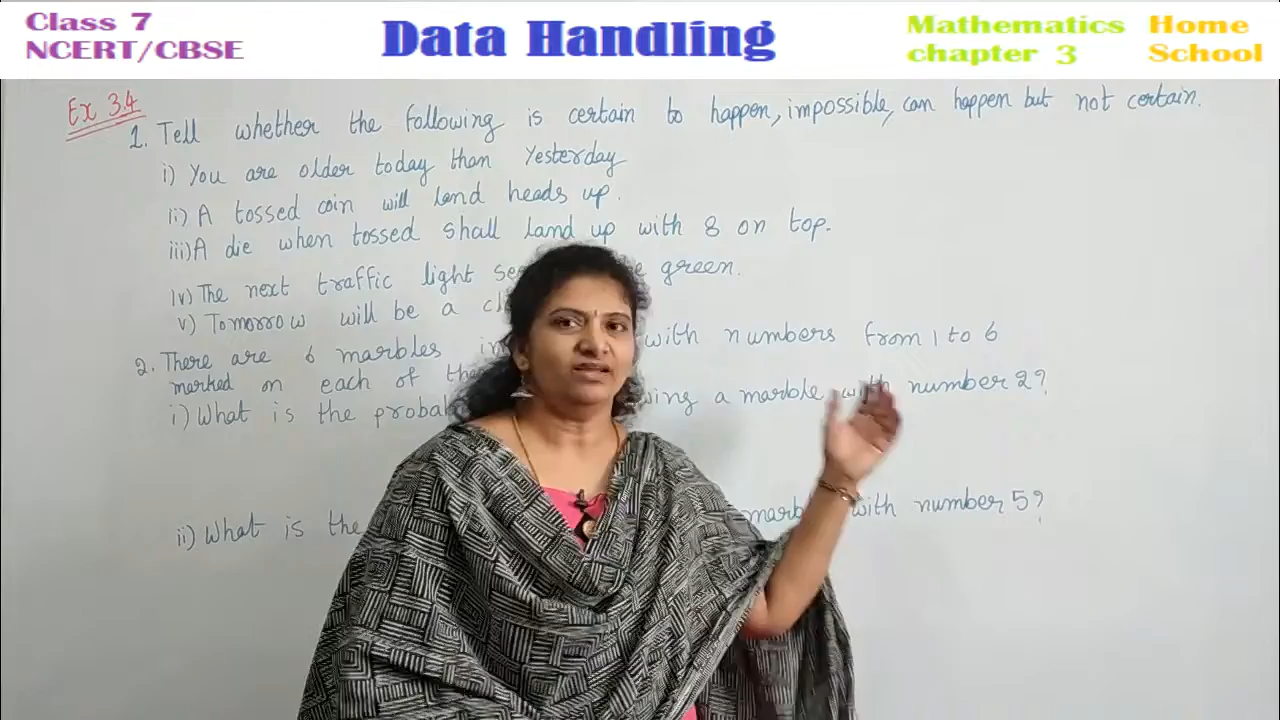 Class 7
NCERT/CBSE
Data Handling
Mathematics
chapter 3
Home
School
Ex 3.4
1. Tell whether the following is certain to happen, impossible, can happen but not certain.
i) You are older today than Yesterday
ii) A tossed coin will land heads up.
iii) A die when tossed shall land up with 8 on top.
iv) The next traffic light green.
v) Tomorrow will be a
2. There are 6 marbles in with numbers from 1 to 6
marked on each of
i) What is the a marble with number 2?
ii) What is the with number 5?